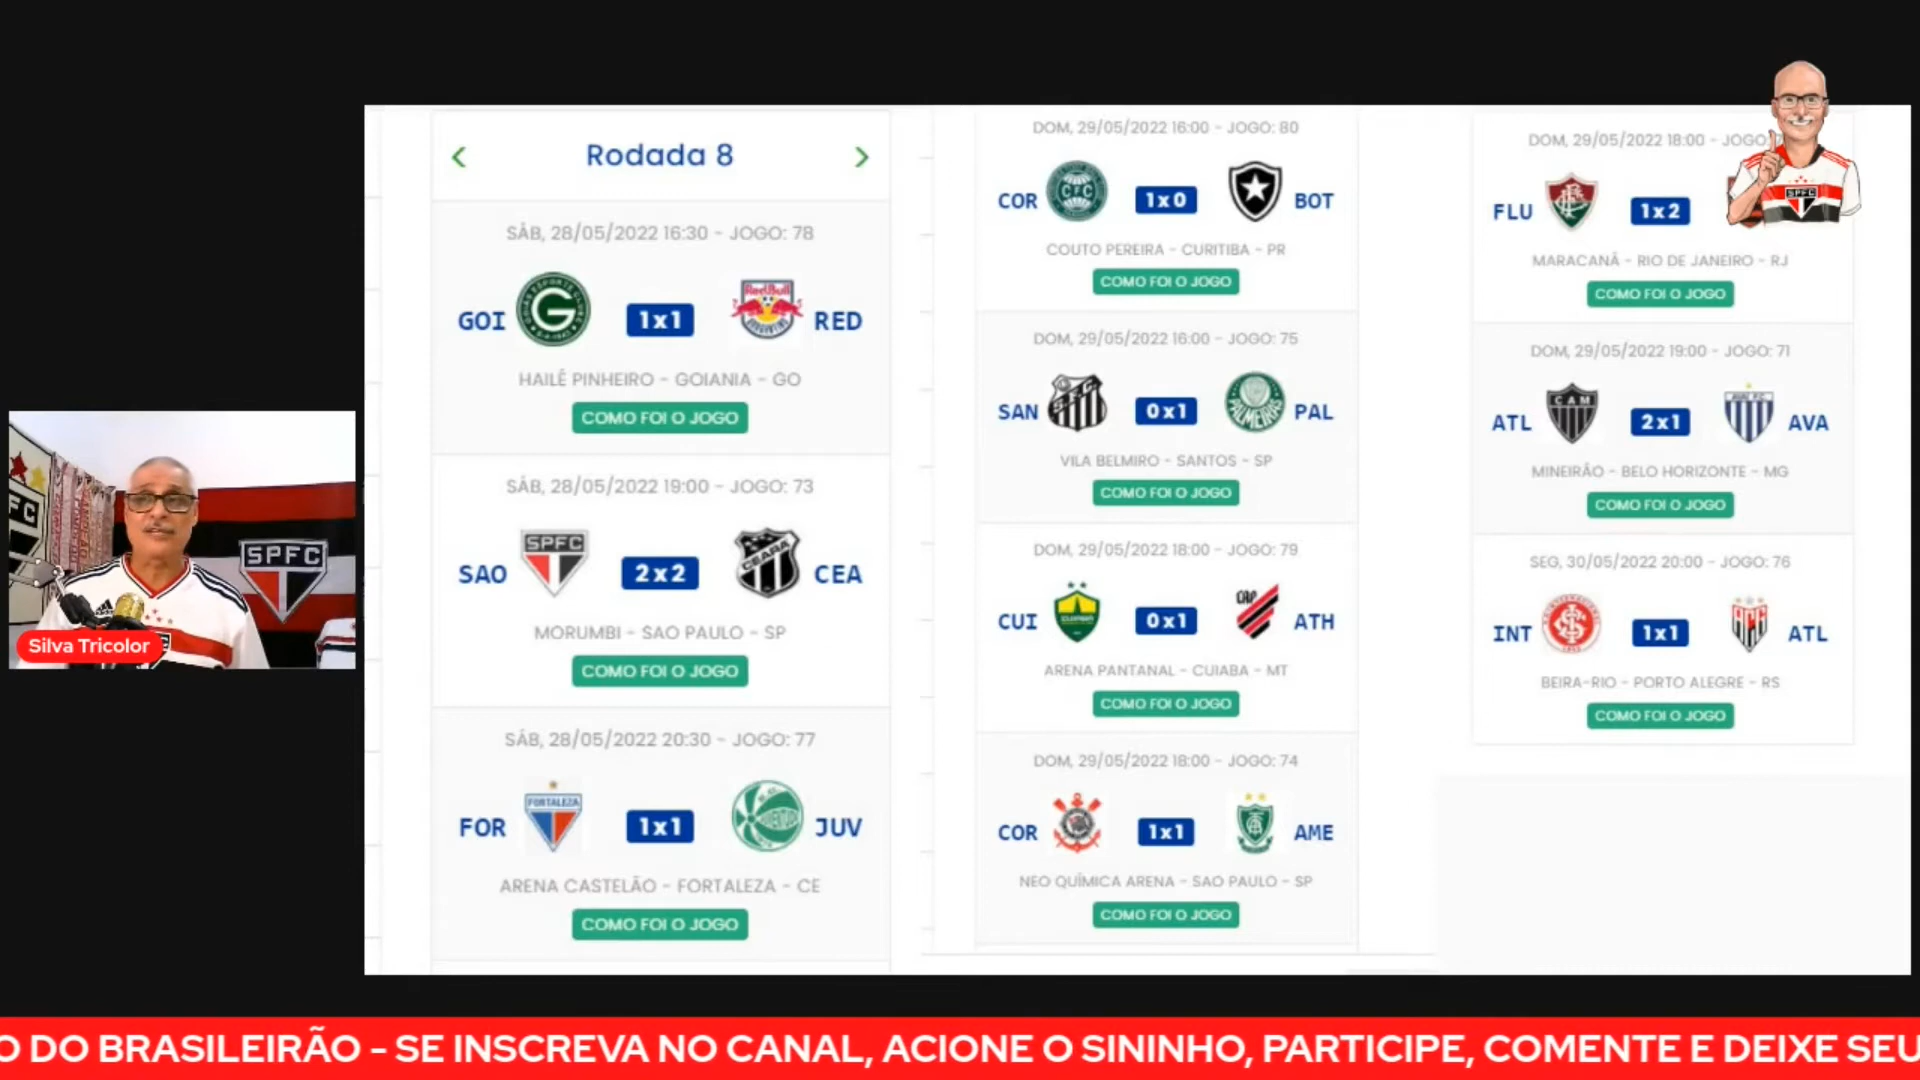 Rodada 8
SÁB, 28/05/2022 16:30 - JOGO: 78
GOI 1x1 RED
HAILÉ PINHEIRO - GOIANIA - GO
COMO FOI O JOGO
SÁB, 28/05/2022 19:00 - JOGO: 73
SAO SPFC 2x2 CEARÁ CEA
MORUMBI - SAO PAULO - SP
COMO FOI O JOGO
SÁB, 28/05/2022 20:30 - JOGO: 77
FOR FORTALEZA 1x1 JUV
ARENA CASTELÃO - FORTALEZA - CE
COMO FOI O JOGO
DOM, 29/05/2022 16:00 - JOGO: 80
COR CFC 1x0 BOT
COUTO PEREIRA - CURITIBA - PR
COMO FOI O JOGO
DOM, 29/05/2022 16:00 - JOGO: 75
SAN SFC 0x1 PALMEIRAS PAL
VILA BELMIRO - SANTOS - SP
COMO FOI O JOGO
DOM, 29/05/2022 18:00 - JOGO: 79
CUI 0x1 CAP ATH
ARENA PANTANAL - CUIABA - MT
COMO FOI O JOGO
DOM, 29/05/2022 18:00 - JOGO: 74
COR 1x1 AME
NEO QUÍMICA ARENA - SAO PAULO - SP
COMO FOI O JOGO
DOM, 29/05/2022 18:00 - JOGO:
FLU 1x2
SPFC
MARACANÃ - RIO DE JANEIRO - RJ
COMO FOI O JOGO
DOM, 29/05/2022 19:00 - JOGO: 71
ATL CAM 2x1 AVA
MINEIRÃO - BELO HORIZONTE - MG
COMO FOI O JOGO
SEG, 30/05/2022 20:00 - JOGO: 76
INT 1x1 ACG ATL
BEIRA-RIO - PORTO ALEGRE - RS
COMO FOI O JOGO
SPFC
Silva Tricolor
O DO BRASILEIRÃO - SE INSCREVA NO CANAL, ACIONE O SININHO, PARTICIPE, COMENTE E DEIXE SEU